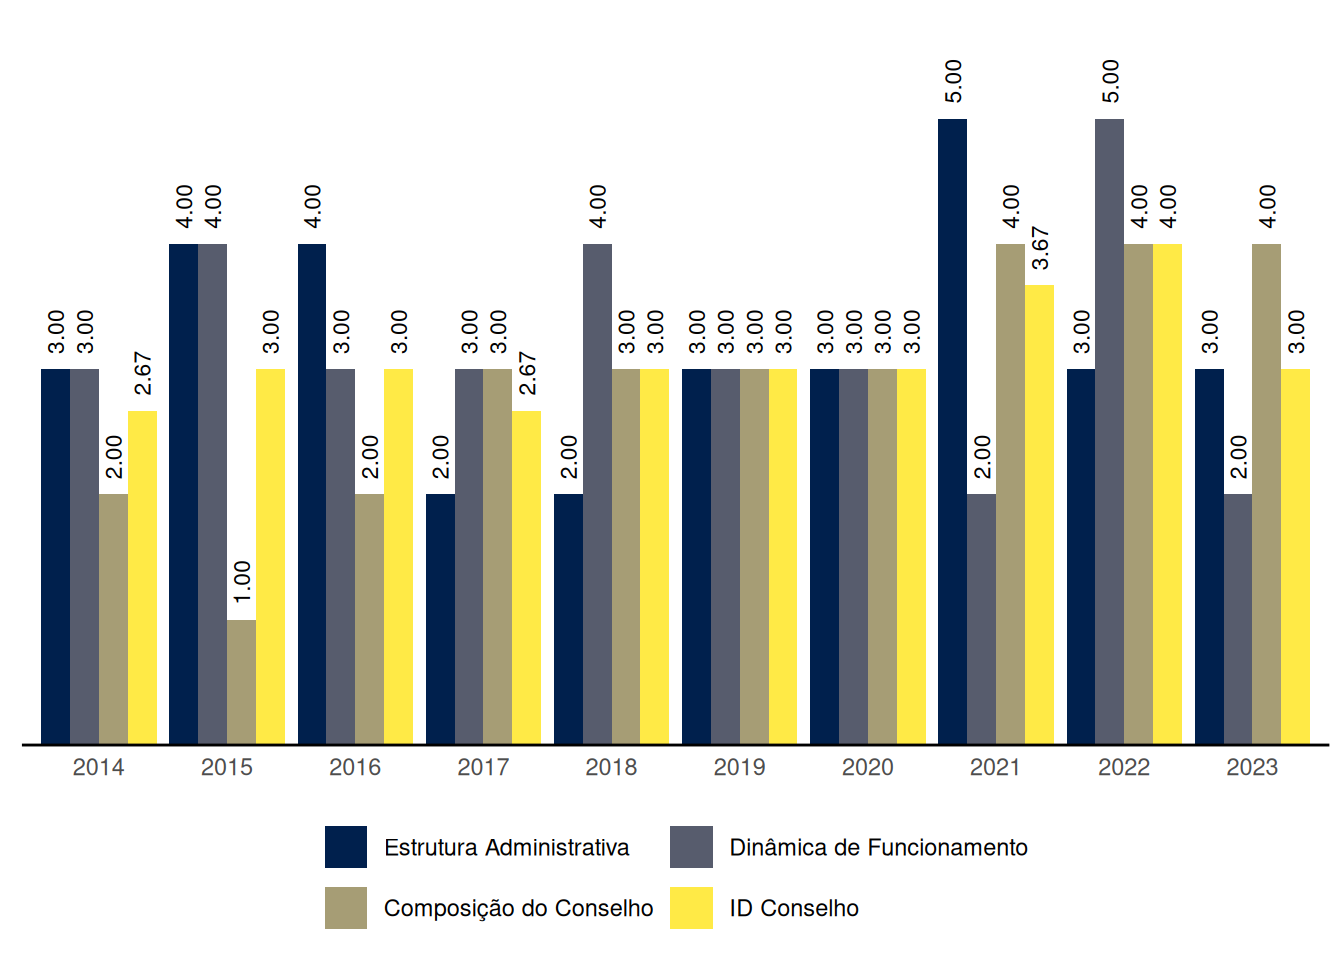 5.00 5.00
4.00 4.00 4.00 4.00 4.00 4.00 4.00 4.00
3.67
3.00 3.00 3.00 3.00 3.00 3.00 3.00 3.00 3.00 3.00 3.00 3.00 3.00 3.00 3.00 3.00 3.00 3.00 3.00 3.00
2.67 2.67
2.00 2.00 2.00 2.00 2.00 2.00
1.00
2014 2015 2016 2017 2018 2019 2020 2021 2022 2023
Estrutura Administrativa Dinâmica de Funcionamento
Composição do Conselho ID Conselho